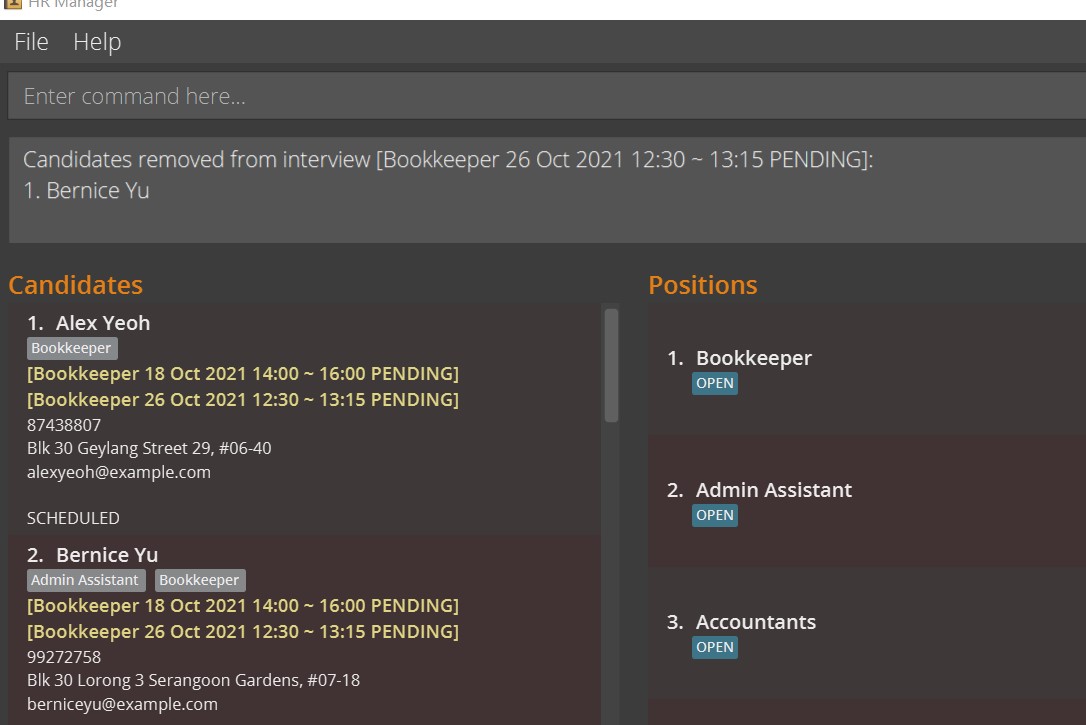 HR Manager
File Help
Enter command here...
Candidates removed from interview [Bookkeeper 26 Oct 2021 12:30 ~ 13:15 PENDING]:
1. Bernice Yu
Candidates
1. Alex Yeoh
Bookkeeper
[Bookkeeper 18 Oct 2021 14:00 ~ 16:00 PENDING]
[Bookkeeper 26 Oct 2021 12:30 ~ 13:15 PENDING]
87438807
Blk 30 Geylang Street 29, #06-40
alexyeoh@example.com
SCHEDULED
2. Bernice Yu
Admin Assistant Bookkeeper
[Bookkeeper 18 Oct 2021 14:00 ~ 16:00 PENDING]
[Bookkeeper 26 Oct 2021 12:30 ~ 13:15 PENDING]
99272758
Blk 30 Lorong 3 Serangoon Gardens, #07-18
berniceyu@example.com
Positions
1. Bookkeeper
OPEN
2. Admin Assistant
OPEN
3. Accountants
OPEN